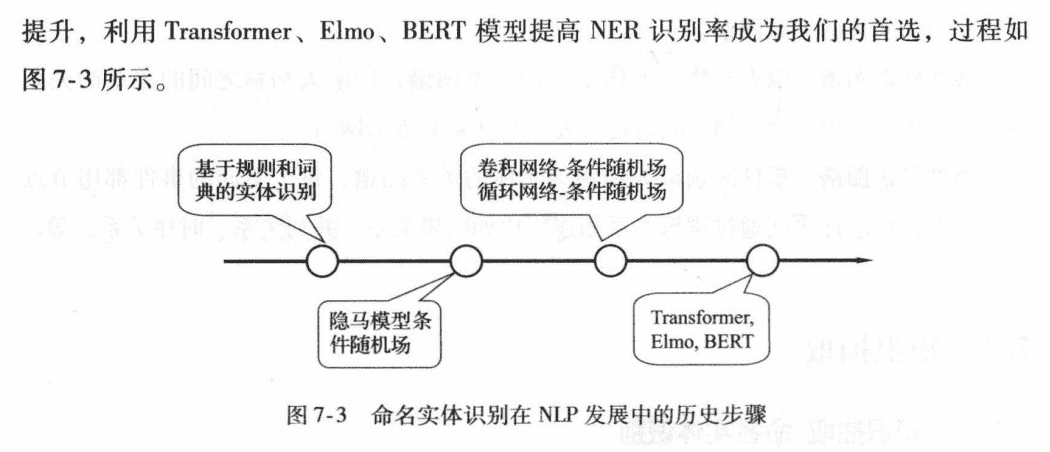 提升，利用 Transformer、Elmo、BERT 模型提高 NER 识别率成为我们的首选，过程如
图 7-3 所示。
基于规则和词
典的实体识别
卷积网络-条件随机场
循环网络-条件随机场
隐马模型条
件随机场
Transformer,
Elmo, BERT
图 7-3 命名实体识别在 NLP 发展中的历史步骤